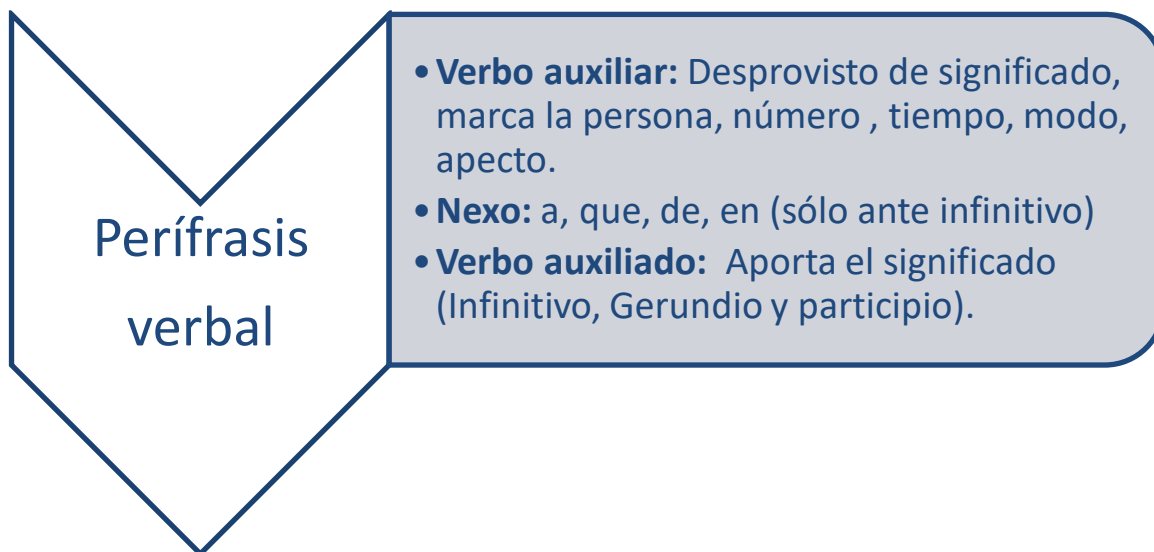 Perífrasis
verbal
• Verbo auxiliar: Desprovisto de significado,
marca la persona, número , tiempo, modo,
apecto.
• Nexo: a, que, de, en (sólo ante infinitivo)
• Verbo auxiliado: Aporta el significado
(Infinitivo, Gerundio y participio).